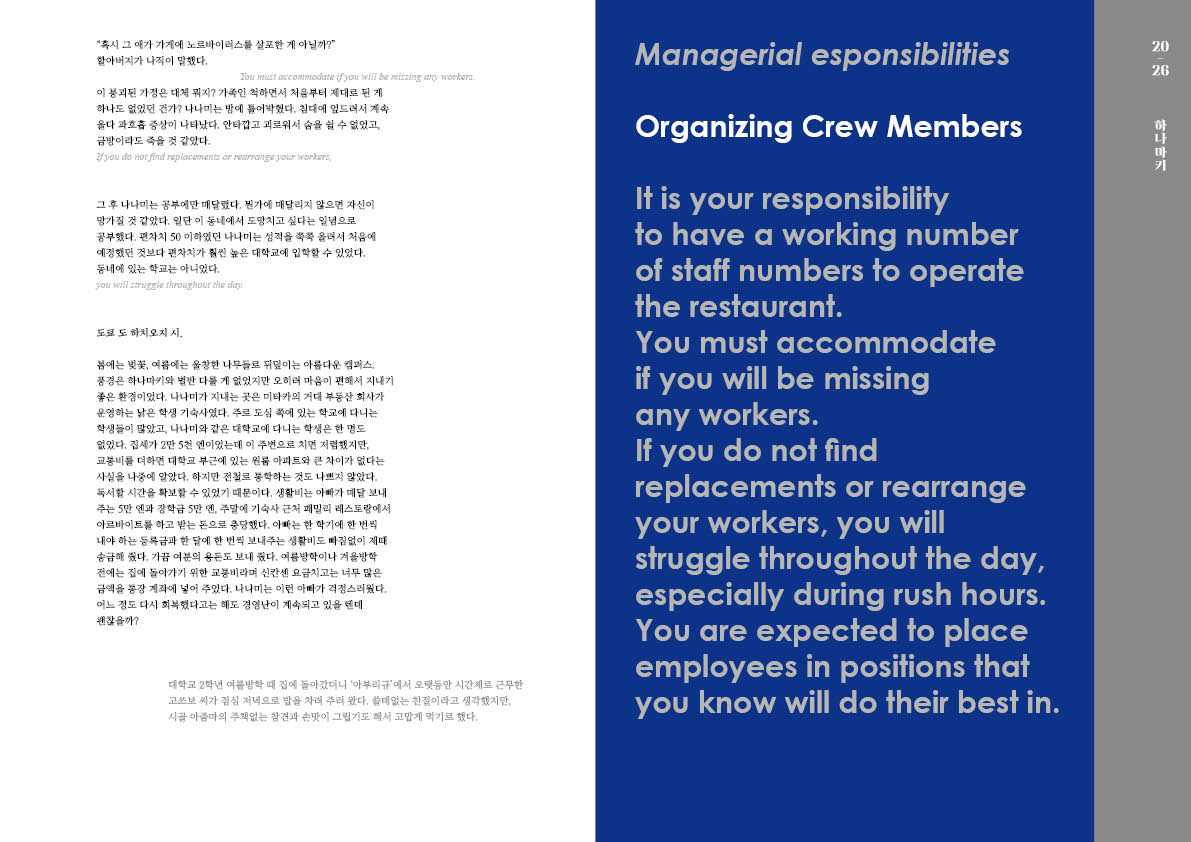 “혹시 그 애가 가게에 노르바이러스를 살포한 게 아닐까?”
할아버지가 나직이 말했다.
You must accommodate if you will be missing any workers.
이 붕괴된 가정은 대체 뭐지? 가족인 척하면서 처음부터 제대로 된 게
하나도 없었던 건가? 나나미는 방에 틀어박혔다. 침대에 엎드려서 계속
울다 과호흡 증상이 나타났다. 안타깝고 괴로워서 숨을 쉴 수 없었고,
금방이라도 죽을 것 같았다.
If you do not find replacements or rearrange your workers,
그 후 나나미는 공부에만 매달렸다. 뭔가에 매달리지 않으면 자신이
망가질 것 같았다. 일단 이 동네에서 도망치고 싶다는 일념으로
공부했다. 편차치 50 이하였던 나나미는 성적을 쭉쭉 올려서 처음에
예정했던 것보다 편차치가 훨씬 높은 대학교에 입학할 수 있었다.
동네에 있는 학교는 아니었다.
you will struggle throughout the day.
도쿄 도 하치오지 시.
봄에는 벚꽃, 여름에는 울창한 나무들로 뒤덮이는 아름다운 캠퍼스.
풍경은 하나마키와 별반 다를 게 없었지만 오히려 마음이 편해서 지내기
좋은 환경이었다. 나나미가 지내는 곳은 미타카의 거대 부동산 회사가
운영하는 낡은 학생 기숙사였다. 주로 도심 쪽에 있는 학교에 다니는
학생들이 많았고, 나나미와 같은 대학교에 다니는 학생은 한 명도
없었다. 집세가 2만 5천 엔이었는데 이 주변으로 치면 저렴했지만,
교통비를 더하면 대학교 부근에 있는 원룸 아파트와 큰 차이가 없다는
사실을 나중에 알았다. 하지만 전철로 통학하는 것도 나쁘지 않았다.
독서할 시간을 확보할 수 있었기 때문이다. 생활비는 아빠가 매달 보내
주는 5만 엔과 장학금 5만 엔, 주말에 기숙사 근처 패밀리 레스토랑에서
아르바이트를 하고 받는 돈으로 충당했다. 아빠는 한 학기에 한 번씩
내야 하는 등록금과 한 달에 한 번씩 보내주는 생활비도 빠짐없이 제때
송금해 줬다. 가끔 여분의 용돈도 보내 줬다. 여름방학이나 겨울방학
전에는 집에 돌아가기 위한 교통비라며 신칸센 요금치고는 너무 많은
금액을 통장 계좌에 넣어 주었다. 나나미는 이런 아빠가 걱정스러웠다.
어느 정도 다시 회복했다고는 해도 경영난이 계속되고 있을 텐데
괜찮을까?
대학교 2학년 여름방학 때 집에 돌아갔더니 ‘아부리규’에서 오랫동안 시간제로 근무한
고쓰보 씨가 점심 저녁으로 밥을 차려 주러 왔다. 쓸데없는 친절이라고 생각했지만,
시골 아줌마의 주책없는 참견과 손맛이 그립기도 해서 고맙게 먹기로 했다.
Managerial esponsibilities
Organizing Crew Members
It is your responsibility
to have a working number
of staff numbers to operate
the restaurant.
You must accommodate
if you will be missing
any workers.
If you do not find
replacements or rearrange
your workers, you will
struggle throughout the day,
especially during rush hours.
You are expected to place
employees in positions that
you know will do their best in.
20
–
26
하나마키